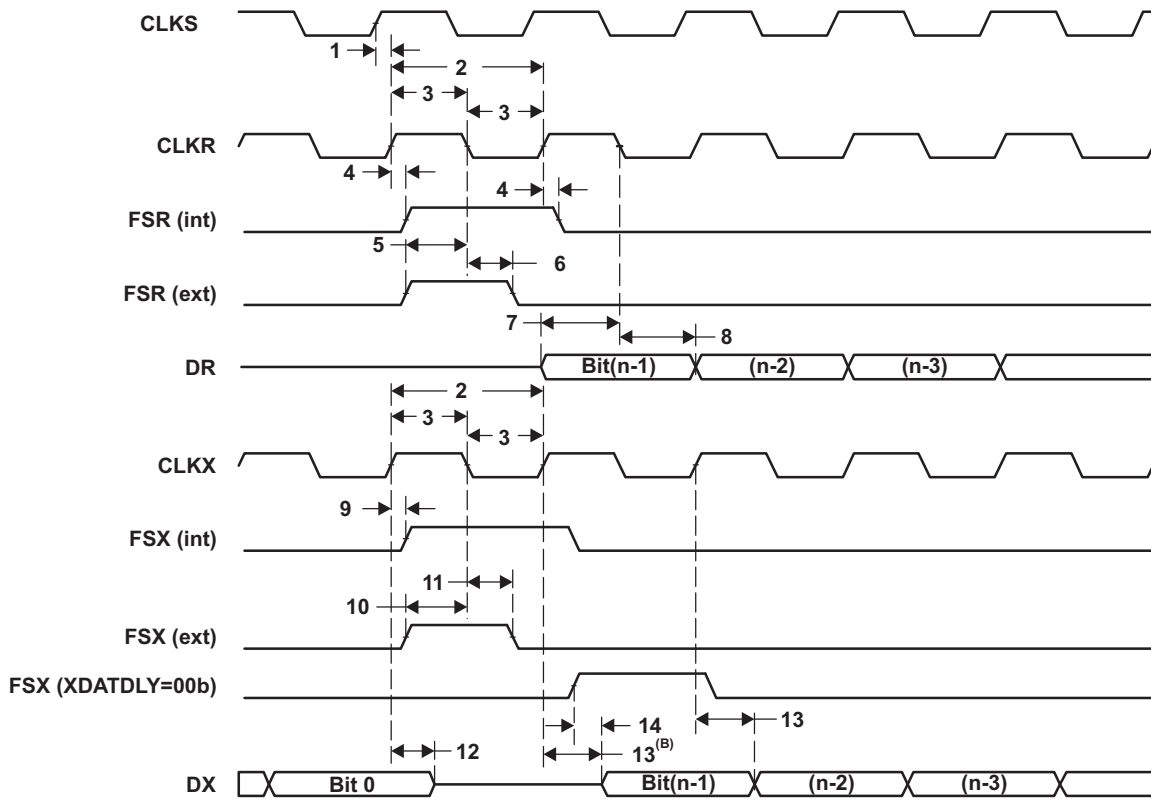 CLKS
1
2
3
3
CLKR
4
4
FSR (int)
5
6
FSR (ext)
7
8
DR
Bit(n-1)
(n-2)
(n-3)
2
3
3
CLKX
9
FSX (int)
11
10
FSX (ext)
FSX (XDATDLY=00b)
14
13
13(B)
12
DX
Bit 0
Bit(n-1)
(n-2)
(n-3)